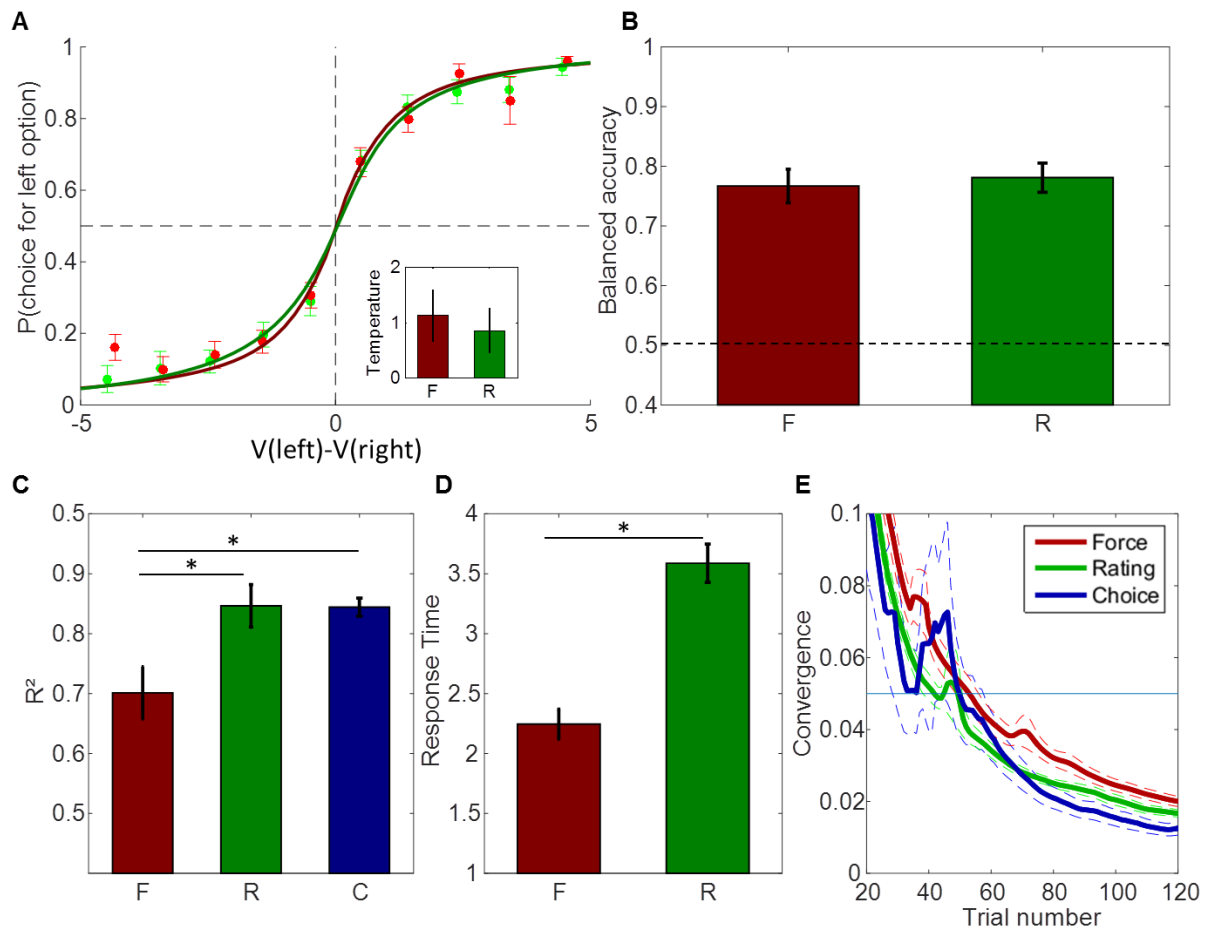 A
P(choice for left option)
1
0.8
0.6
0.4
0.2
0
-5
0
5
V(left)-V(right)
Temperature
2
1
0
F
R
B
Balanced accuracy
1
0.9
0.8
0.7
0.6
0.5
0.4
F
R
C
R²
0.5
0.9
0.8
0.7
0.6
0.5
*
*
F
R
C
D
Response Time
4
3.5
3
2.5
2
1.5
1
*
F
R
E
Convergence
0.1
0.08
0.06
0.04
0.02
0
20
40
60
80
100
120
Trial number
Force
Rating
Choice